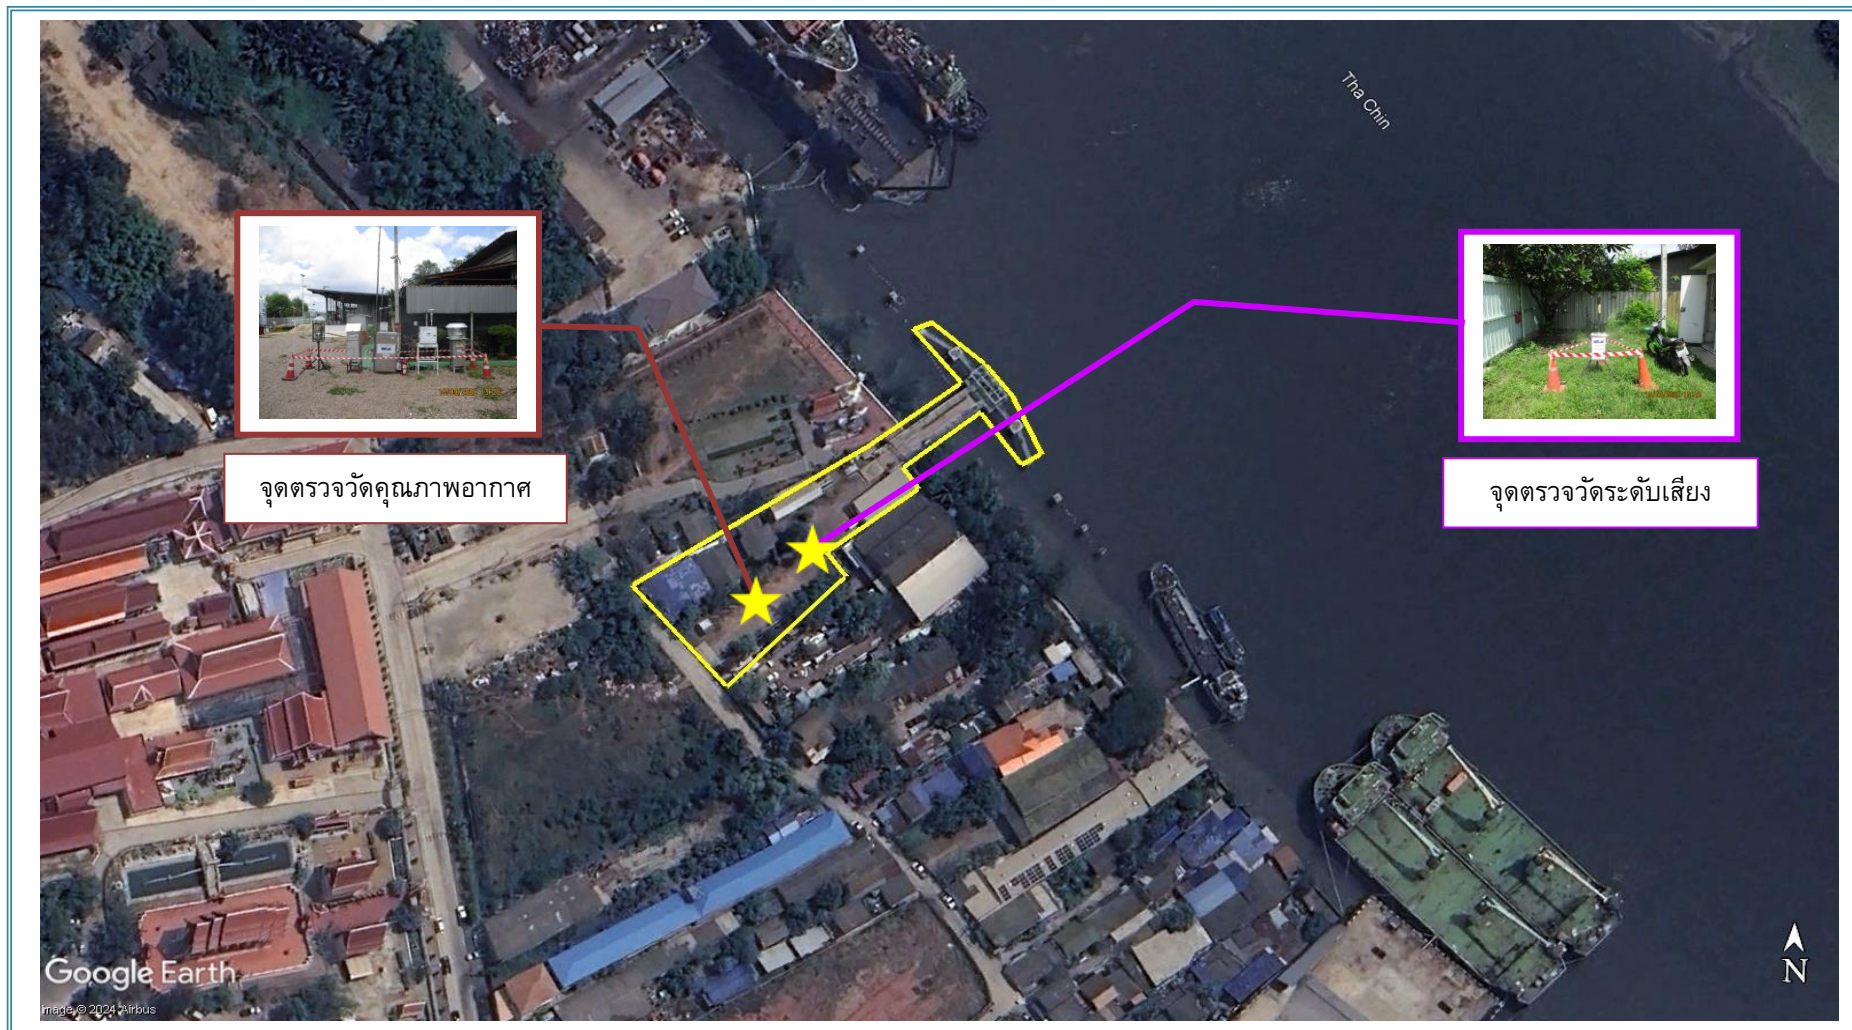 Tha Chin
จุดตรวจวัดคุณภาพอากาศ
จุดตรวจวัดระดับเสียง
Google Earth
Image © 2024 Airbus
N